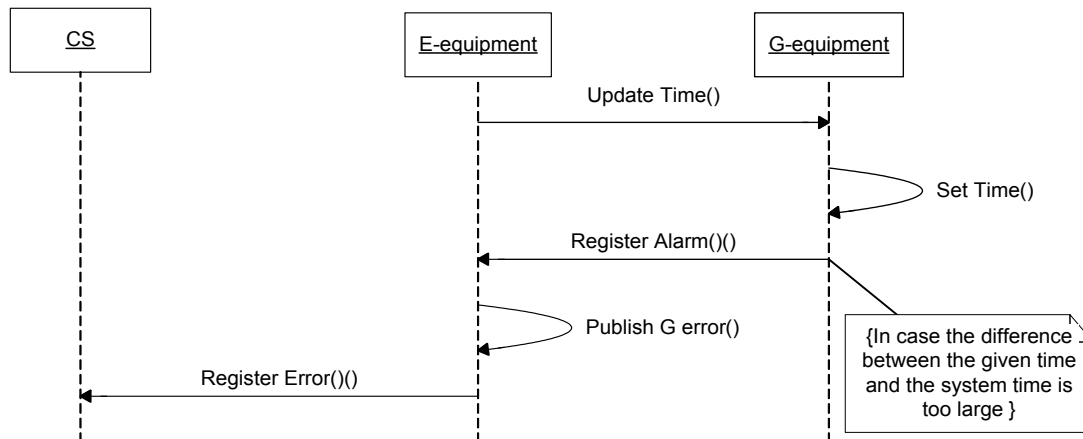 CS
E-equipment
G-equipment
Update Time()
Set Time()
Register Alarm()()
Publish G error()
{In case the difference
between the given time
and the system time is
too large }
Register Error()()